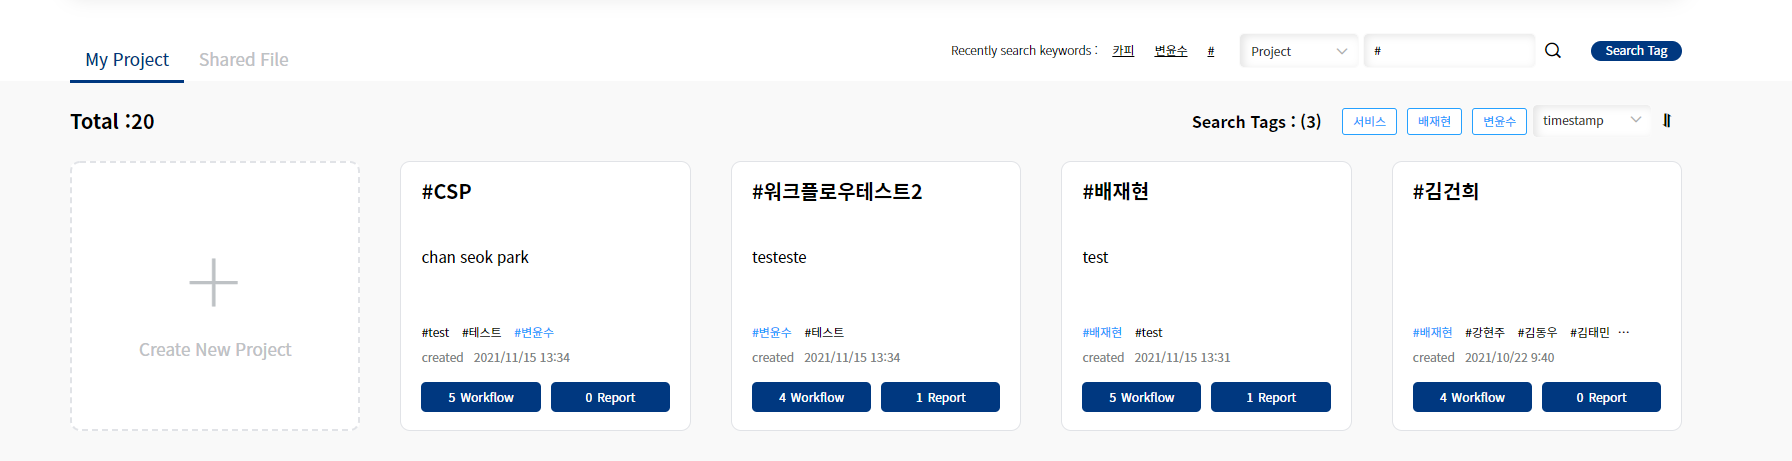 My Project Shared File Recently search keywords : 카피 변윤수 # Project # Search Tag
Total :20 Search Tags : (3) 서비스 배재현 변윤수 timestamp
Create New Project
#CSP
chan seok park
#test #테스트 #변윤수
created 2021/11/15 13:34
5 Workflow 0 Report
#워크플로우테스트2
testeste
#변윤수 #테스트
created 2021/11/15 13:34
4 Workflow 1 Report
#배재현
test
#배재현 #test
created 2021/11/15 13:31
5 Workflow 1 Report
#김건희
#배재현 #강현주 #김동우 #김태민 ···
created 2021/10/22 9:40
4 Workflow 0 Report